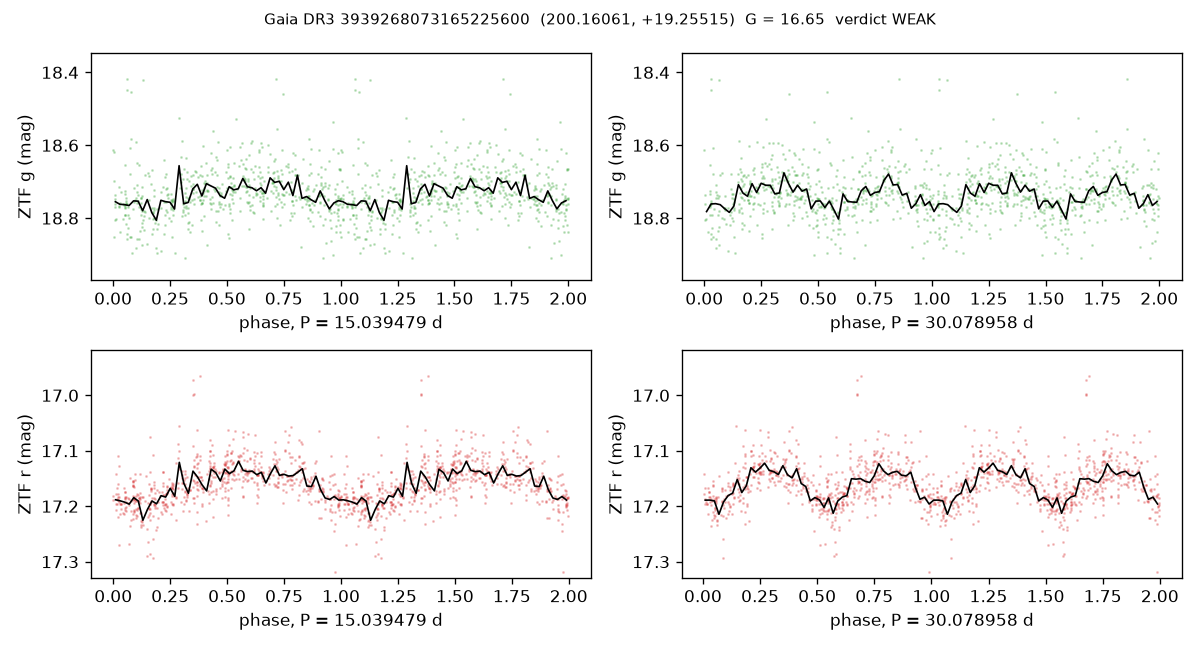 Gaia DR3 3939268073165225600  (200.16061, +19.25515)  G = 16.65  verdict WEAK
ZTF g (mag)
18.4
18.6
18.8
0.00 0.25 0.50 0.75 1.00 1.25 1.50 1.75 2.00
phase, P = 15.039479 d
ZTF g (mag)
18.4
18.6
18.8
0.00 0.25 0.50 0.75 1.00 1.25 1.50 1.75 2.00
phase, P = 30.078958 d
ZTF r (mag)
17.0
17.1
17.2
17.3
0.00 0.25 0.50 0.75 1.00 1.25 1.50 1.75 2.00
phase, P = 15.039479 d
ZTF r (mag)
17.0
17.1
17.2
17.3
0.00 0.25 0.50 0.75 1.00 1.25 1.50 1.75 2.00
phase, P = 30.078958 d